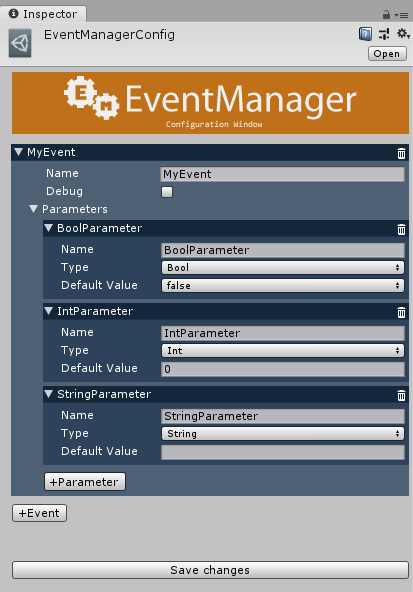 Inspector
EventManagerConfig
Open
E M EventManager
Configuration Window
MyEvent
Name MyEvent
Debug
Parameters
BoolParameter
Name BoolParameter
Type Bool
Default Value false
IntParameter
Name IntParameter
Type Int
Default Value 0
StringParameter
Name StringParameter
Type String
Default Value
+Parameter
+Event
Save changes